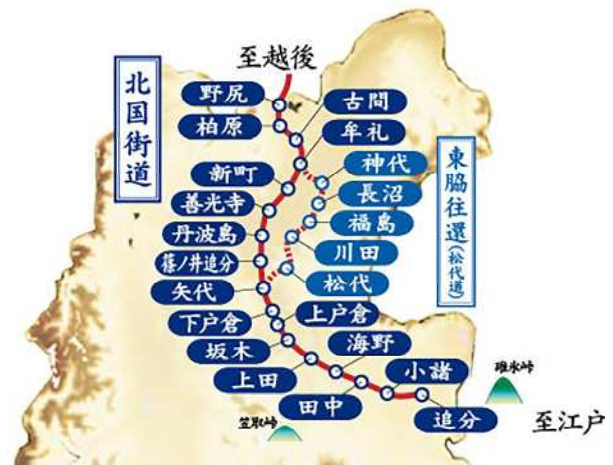 至越後
北国街道
野尻
古間
柏原
牟礼
神代
新町
長沼
善光寺
福島
丹波島
川田
篠ノ井追分
松代
矢代
東脇往還(松代道)
下戸倉
上戸倉
坂木
海野
上田
小諸
田中
追分
碓氷峠
笠取峠
至江戸